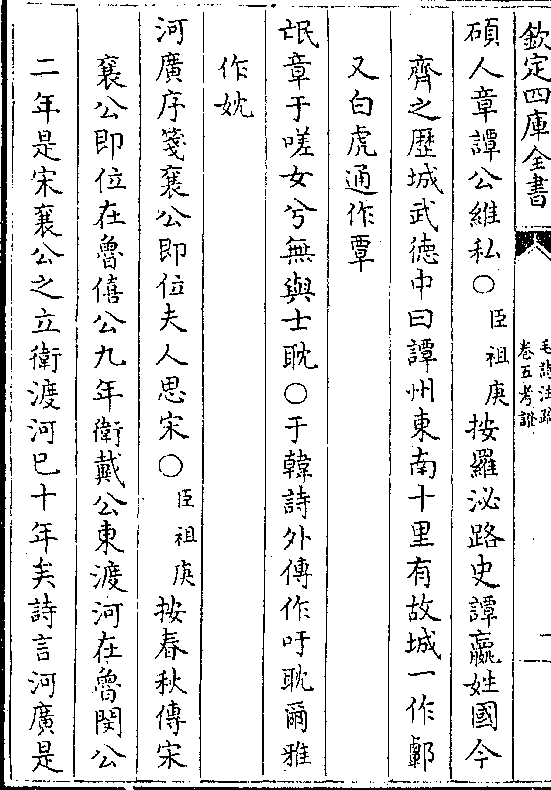 欽定四庫全書
毛詩注疏
卷五考證
一
碩人章譚公維私○臣祖庚按羅泌路史譚嬴姓國今
齊之歷城武德中曰譚州東南十里有故城一作鄿
又白虎通作覃
氓章于嗟女兮無與士耽○于韓詩外傳作吁耽爾雅
作妉
河廣序箋襄公即位夫人思宋○臣祖庚按春秋傳宋
襄公即位在魯僖公九年衛戴公東渡河在魯閔公
二年是宋襄公之立衛渡河已十年矣詩言河廣是